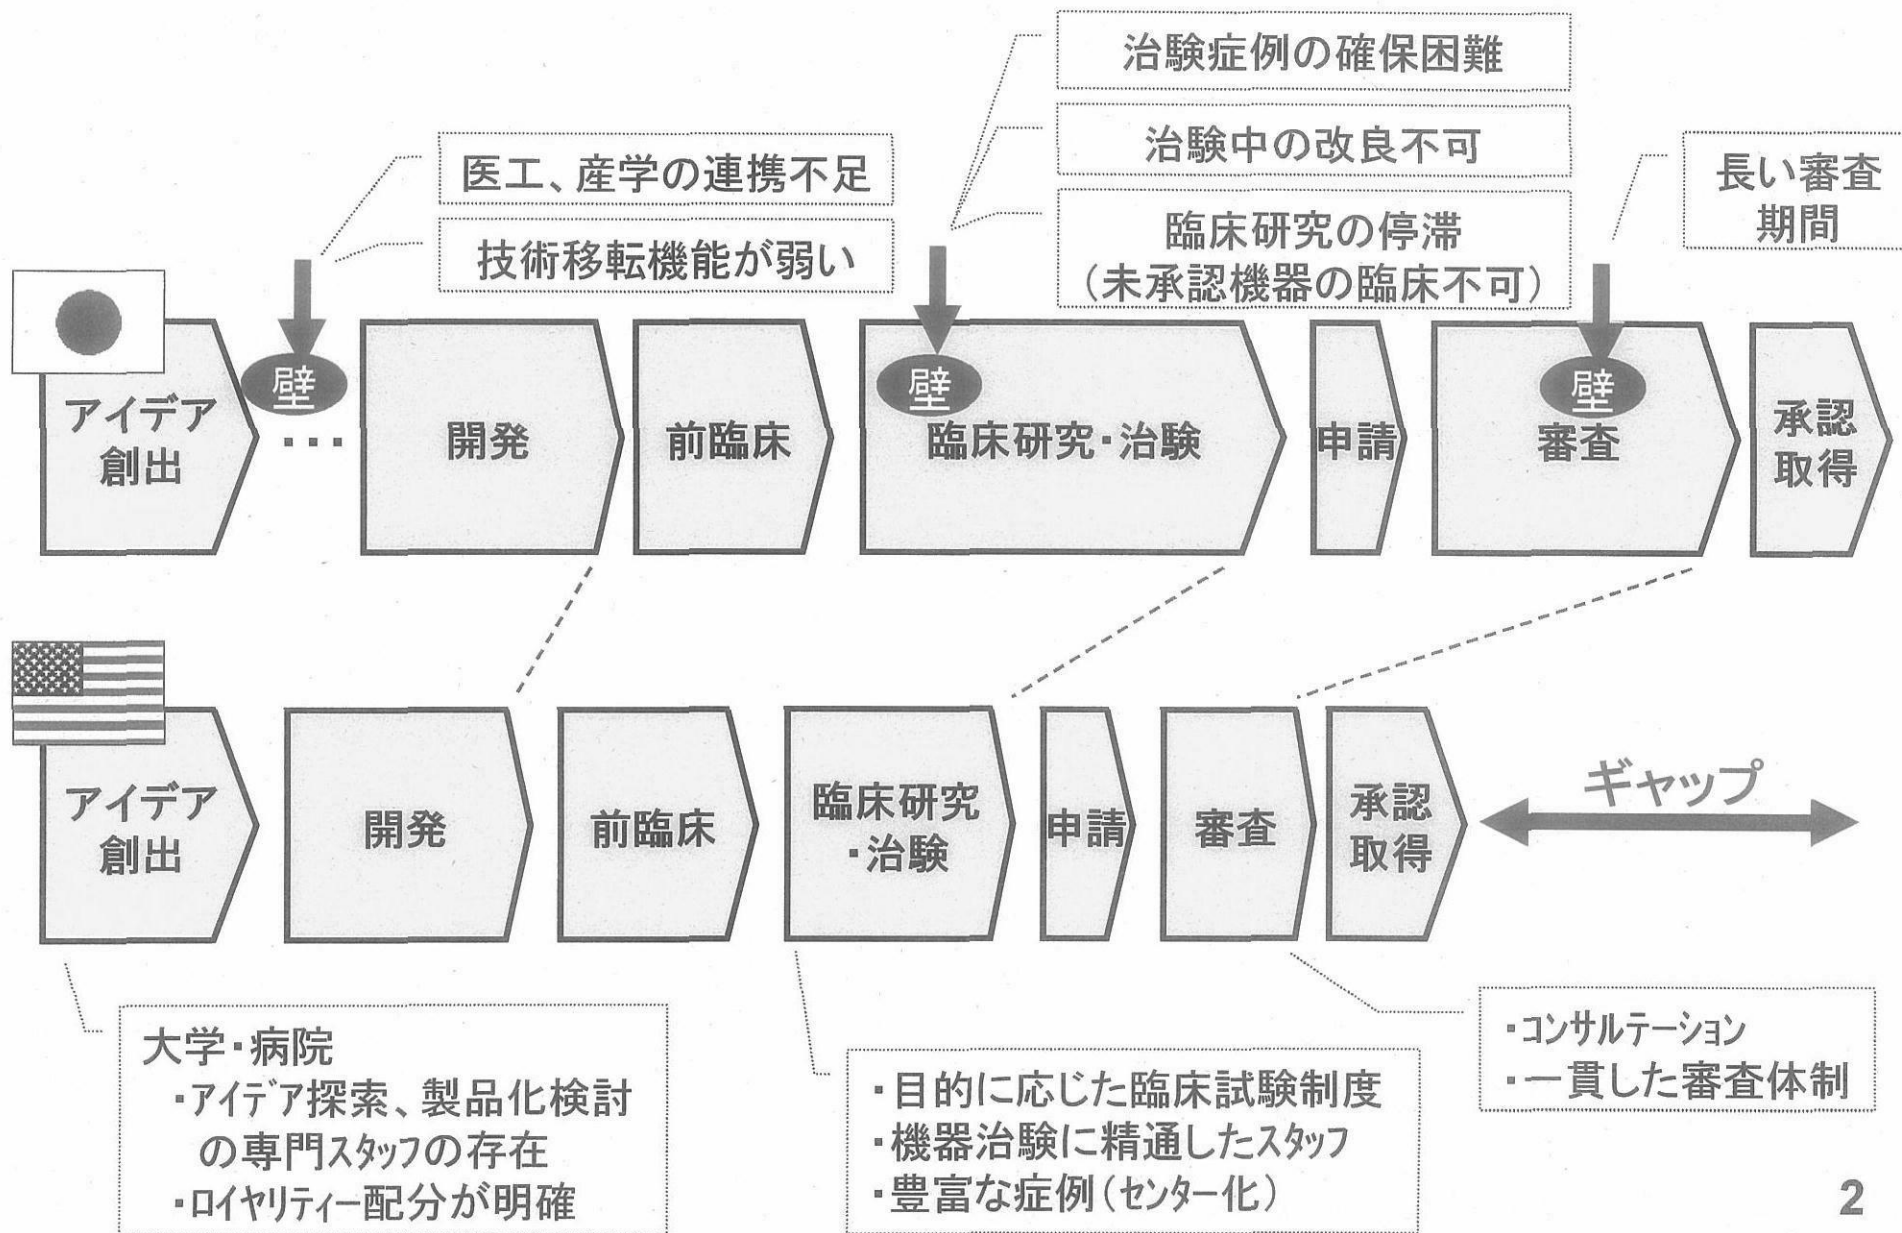 治験症例の確保困難
治験中の改良不可
臨床研究の停滞
(未承認機器の臨床不可)
医工、産学の連携不足
技術移転機能が弱い
長い審査
期間
壁
壁
壁
アイデア
創出
・・・
開発
前臨床
臨床研究・治験
申請
審査
承認
取得
アイデア
創出
開発
前臨床
臨床研究
・治験
申請
審査
承認
取得
ギャップ
大学・病院
・アイデア探索、製品化検討
の専門スタッフの存在
・ロイヤリティー配分が明確
・目的に応じた臨床試験制度
・機器治験に精通したスタッフ
・豊富な症例(センター化)
・コンサルテーション
・一貫した審査体制
2